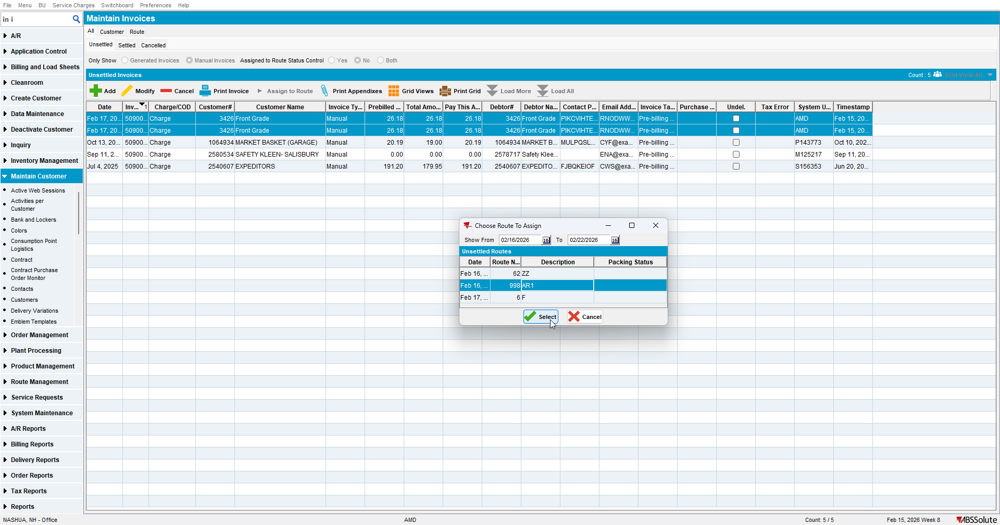 File Menu BU Service Charges Switchboard Preferences Help
in i
Maintain Invoices
All Customer Route
Unsettled Settled Cancelled
Only Show Generated Invoices Manual Invoices Assigned to Route Status Control Yes No Both
Unsettled Invoices Count : 5 Grid View All
Add Modify Cancel Print Invoice Assign to Route Print Appendixes Grid Views Print Grid Load More Load All
Date Inv... 1 Charge/COD Customer# Customer Name Invoice Ty... Prebilled ... Total Amo... Pay This A... Debtor# Debtor Na... Contact P... Email Add... Invoice Ta... Purchase ... Undel. Tax Error System U... Timestamp
Feb 17, 20... 50900... Charge 3426 Front Grade Manual 26.18 26.18 26.18 3426 Front Grade PIKCVIHTE... RNODWW... Pre-billing ... AMD Feb 15, 20...
Feb 17, 20... 50900... Charge 3426 Front Grade Manual 26.18 26.18 26.18 3426 Front Grade PIKCVIHTE... RNODWW... Pre-billing ... AMD Feb 15, 20...
Oct 13, 20... 50900... Charge 1064934 MARKET BASKET (GARAGE) Manual 20.19 19.00 20.19 1064934 MARKET B... MULPQSL... CYF@exa... Pre-billing ... P143773 Oct 10, 202...
Sep 11, 2... 50900... Charge 2580534 SAFETY KLEEN- SALISBURY Manual 0.00 0.00 0.00 2578717 Safety Klee... ENA@exa... Pre-billing ... M125217 Sep 11, 20...
Jul 4, 2025 50900... Charge 2540607 EXPEDITORS Manual 191.20 179.95 191.20 2540607 EXPEDITO... FJBQKEIOF CWS@exa... Pre-billing ... S156353 Jun 20, 20...
A/R
Application Control
Billing and Load Sheets
Cleanroom
Create Customer
Data Maintenance
Deactivate Customer
Inquiry
Inventory Management
Maintain Customer
Active Web Sessions
Activities per
Customer
Bank and Lockers
Colors
Consumption Point
Logistics
Contract
Contract Purchase
Order Monitor
Contacts
Customers
Delivery Variations
Emblem Templates
Order Management
Plant Processing
Product Management
Route Management
Service Requests
System Maintenance
A/R Reports
Billing Reports
Delivery Reports
Order Reports
Tax Reports
Reports
Choose Route To Assign
Show From 02/16/2026 16 To 02/22/2026 16
Unsettled Routes
Date Route N... Description Packing Status
Feb 16, ... 62 ZZ
Feb 16, ... 998 AR1
Feb 17, ... 6 F
Select Cancel
NASHUA, NH - Office AMD Count: 5 / 5 Feb 15, 2026 Week 8 ABSSolute